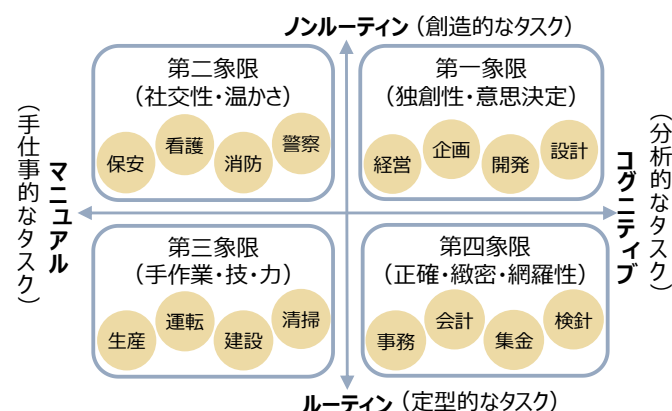 ノンルーティン (創造的なタスク)
第二象限
(社交性・温かさ)
保安
看護
消防
警察
第一象限
(独創性・意思決定)
経営
企画
開発
設計
マニュアル
(手仕事的なタスク)
コグニティブ
(分析的なタスク)
第三象限
(手作業・技・力)
生産
運転
建設
清掃
第四象限
(正確・緻密・網羅性)
事務
会計
集金
検針
ルーティン (定型的なタスク)